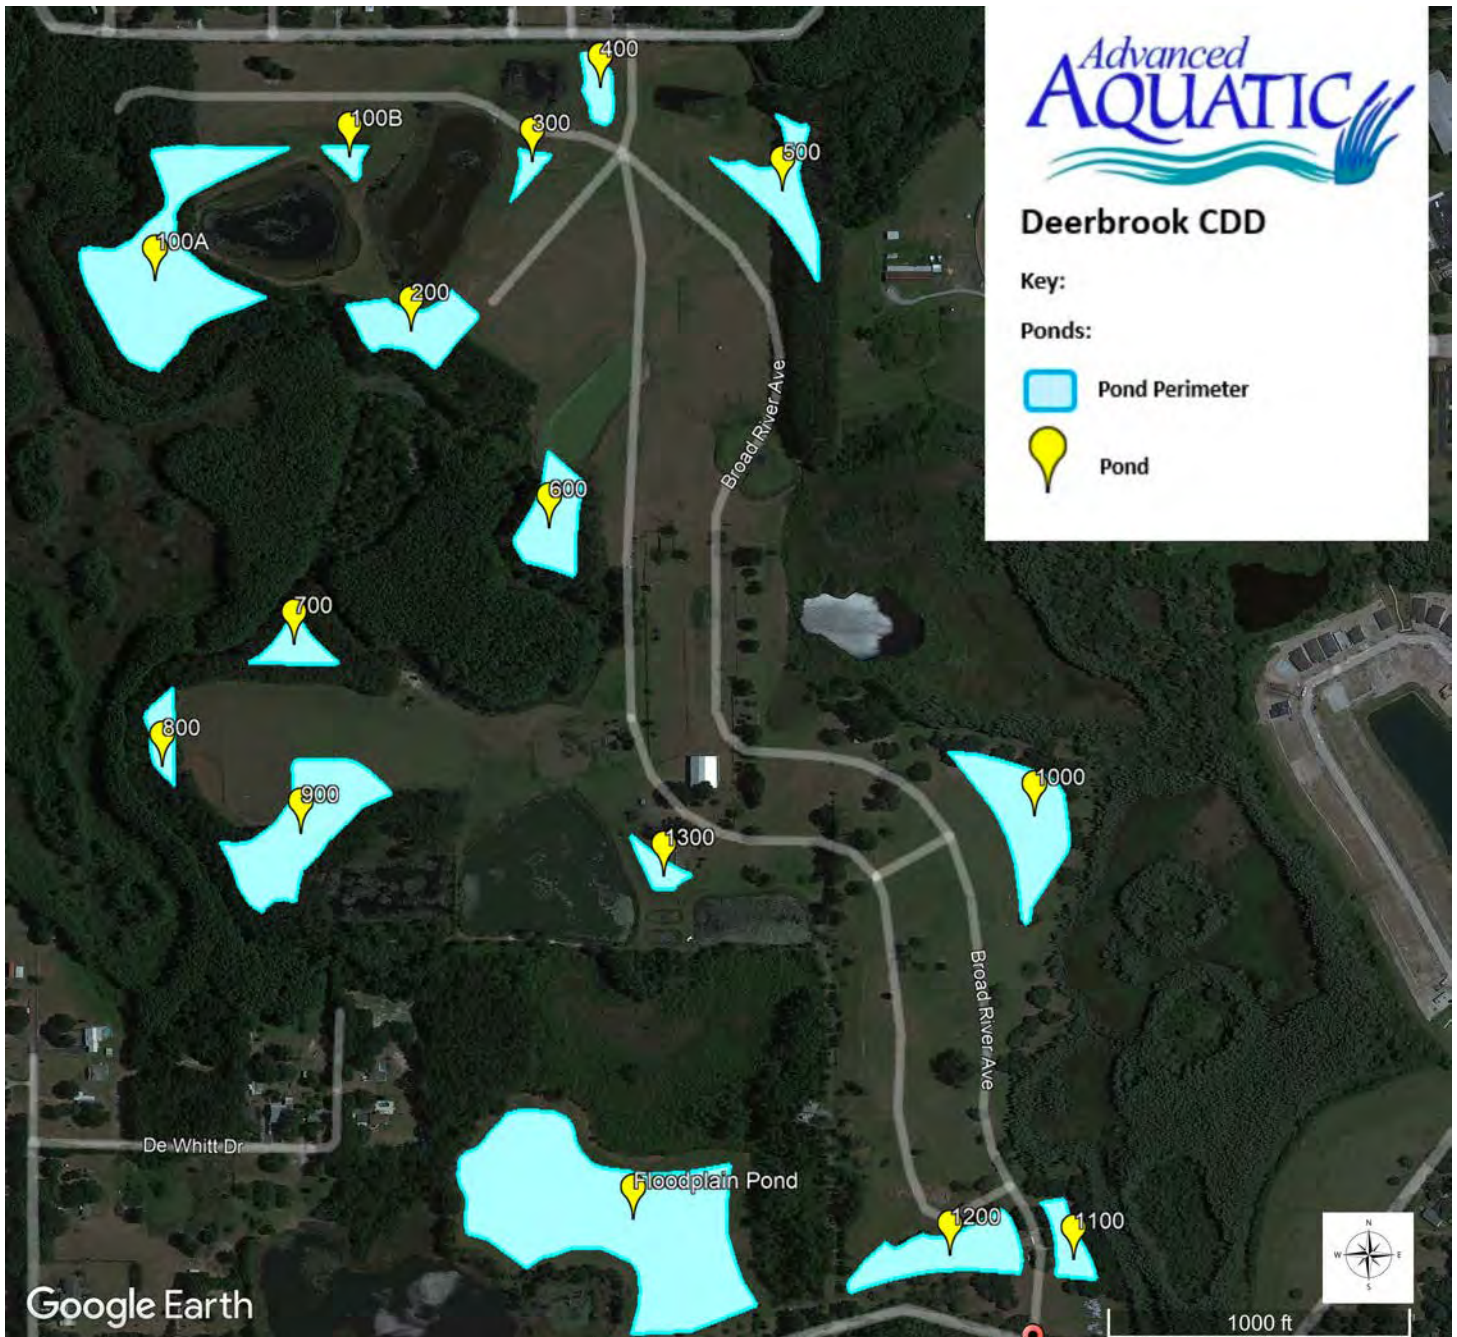 Advanced
AQUATIC
Deerbrook CDD
Key:
Ponds:
Pond Perimeter
Pond
400
100B
300
500
100A
200
Broad River Ave
600
700
800
900
1000
1300
Broad River Ave
De Whitt Dr
Floodplain Pond
1200
1100
N
W
E
S
Google Earth
1000 ft